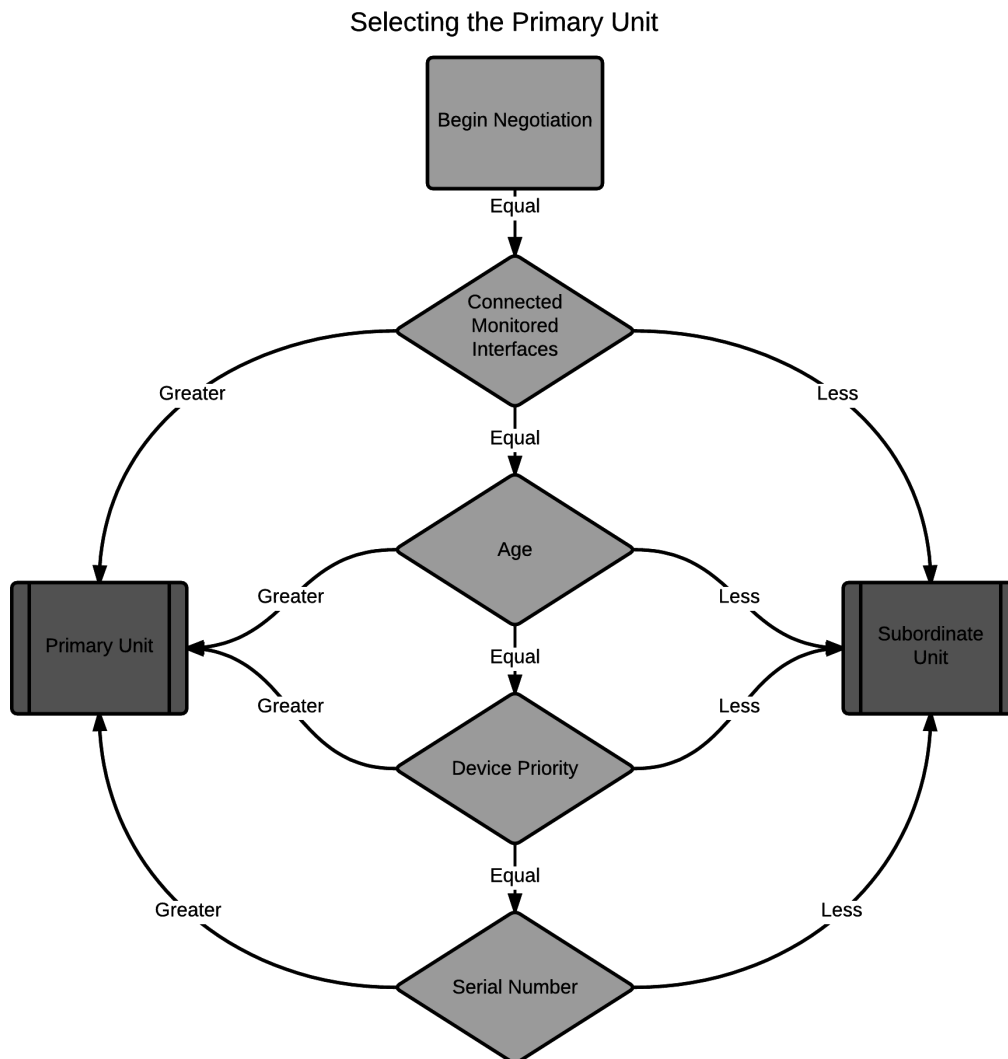 Selecting the Primary Unit
Begin Negotiation
Equal
Connected
Monitored
Interfaces
Greater
Less
Equal
Age
Greater
Less
Primary Unit
Subordinate
Unit
Equal
Greater
Less
Device Priority
Equal
Greater
Less
Serial Number